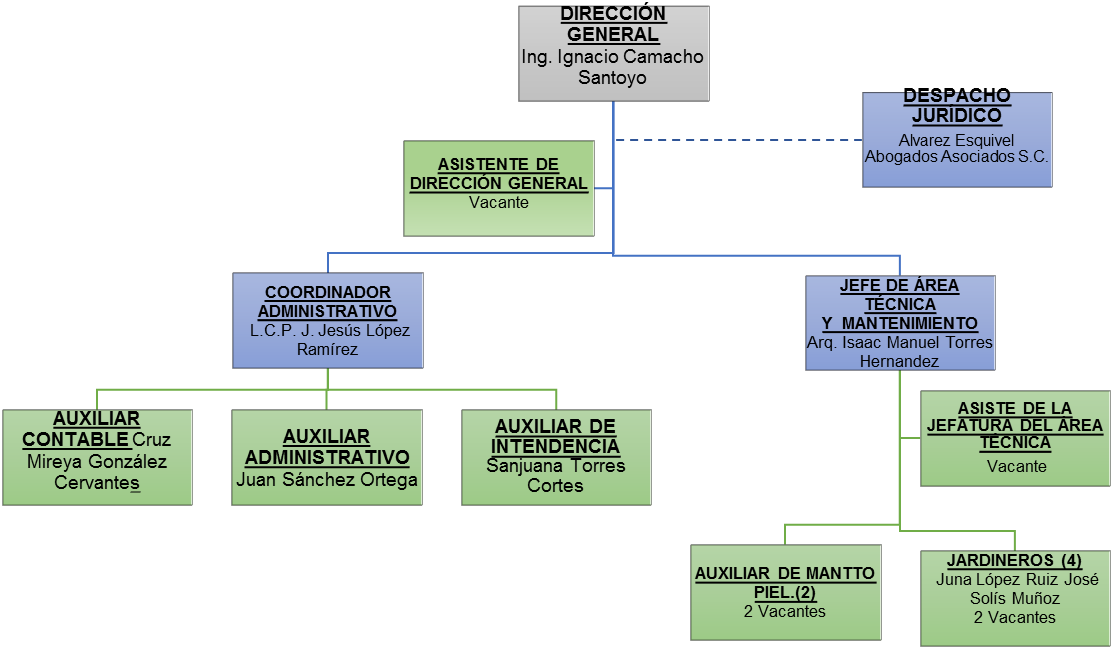 DIRECCIÓN
GENERAL
Ing. Ignacio Camacho
Santoyo
DESPACHO
JURÍDICO
Alvarez Esquivel
Abogados Asociados S.C.
ASISTENTE DE
DIRECCIÓN GENERAL
Vacante
COORDINADOR
ADMINISTRATIVO
L.C.P. J. Jesús López
Ramírez
JEFE DE ÁREA
TÉCNICA
Y MANTENIMIENTO
Arq. Isaac Manuel Torres
Hernandez
AUXILIAR
CONTABLE Cruz
Mireya González
Cervantes
AUXILIAR
ADMINISTRATIVO
Juan Sánchez Ortega
AUXILIAR DE
INTENDENCIA
Sanjuana Torres
Cortes
ASISTE DE LA
JEFATURA DEL ÁREA
TECNICA
Vacante
AUXILIAR DE MANTTO
PIEL.(2)
2 Vacantes
JARDINEROS (4)
Juna López Ruiz José
Solís Muñoz
2 Vacantes